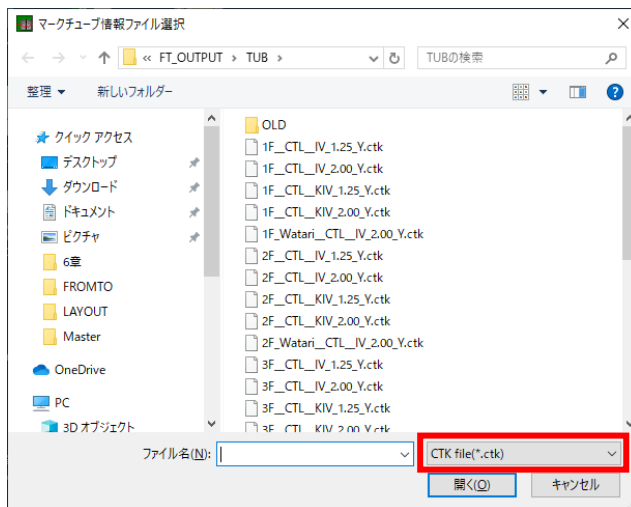 マークチューブ情報ファイル選択
« FT_OUTPUT › TUB ›
TUBの検索
整理
新しいフォルダー
クイック アクセス
デスクトップ
ダウンロード
ドキュメント
ピクチャ
6章
FROMTO
LAYOUT
Master
OneDrive
PC
3D オブジェクト
OLD
1F__CTL__IV_1.25_Y.ctk
1F__CTL__IV_2.00_Y.ctk
1F__CTL__KIV_1.25_Y.ctk
1F__CTL__KIV_2.00_Y.ctk
1F_Watari__CTL__IV_2.00_Y.ctk
2F__CTL__IV_1.25_Y.ctk
2F__CTL__IV_2.00_Y.ctk
2F__CTL__KIV_1.25_Y.ctk
2F__CTL__KIV_2.00_Y.ctk
2F_Watari__CTL__IV_2.00_Y.ctk
3F__CTL__IV_1.25_Y.ctk
3F__CTL__IV_2.00_Y.ctk
3F__CTL__KIV_1.25_Y.ctk
3F__CTL__KIV_2.00_Y.ctk
ファイル名(N):
CTK file(*.ctk)
開く(O)
キャンセル